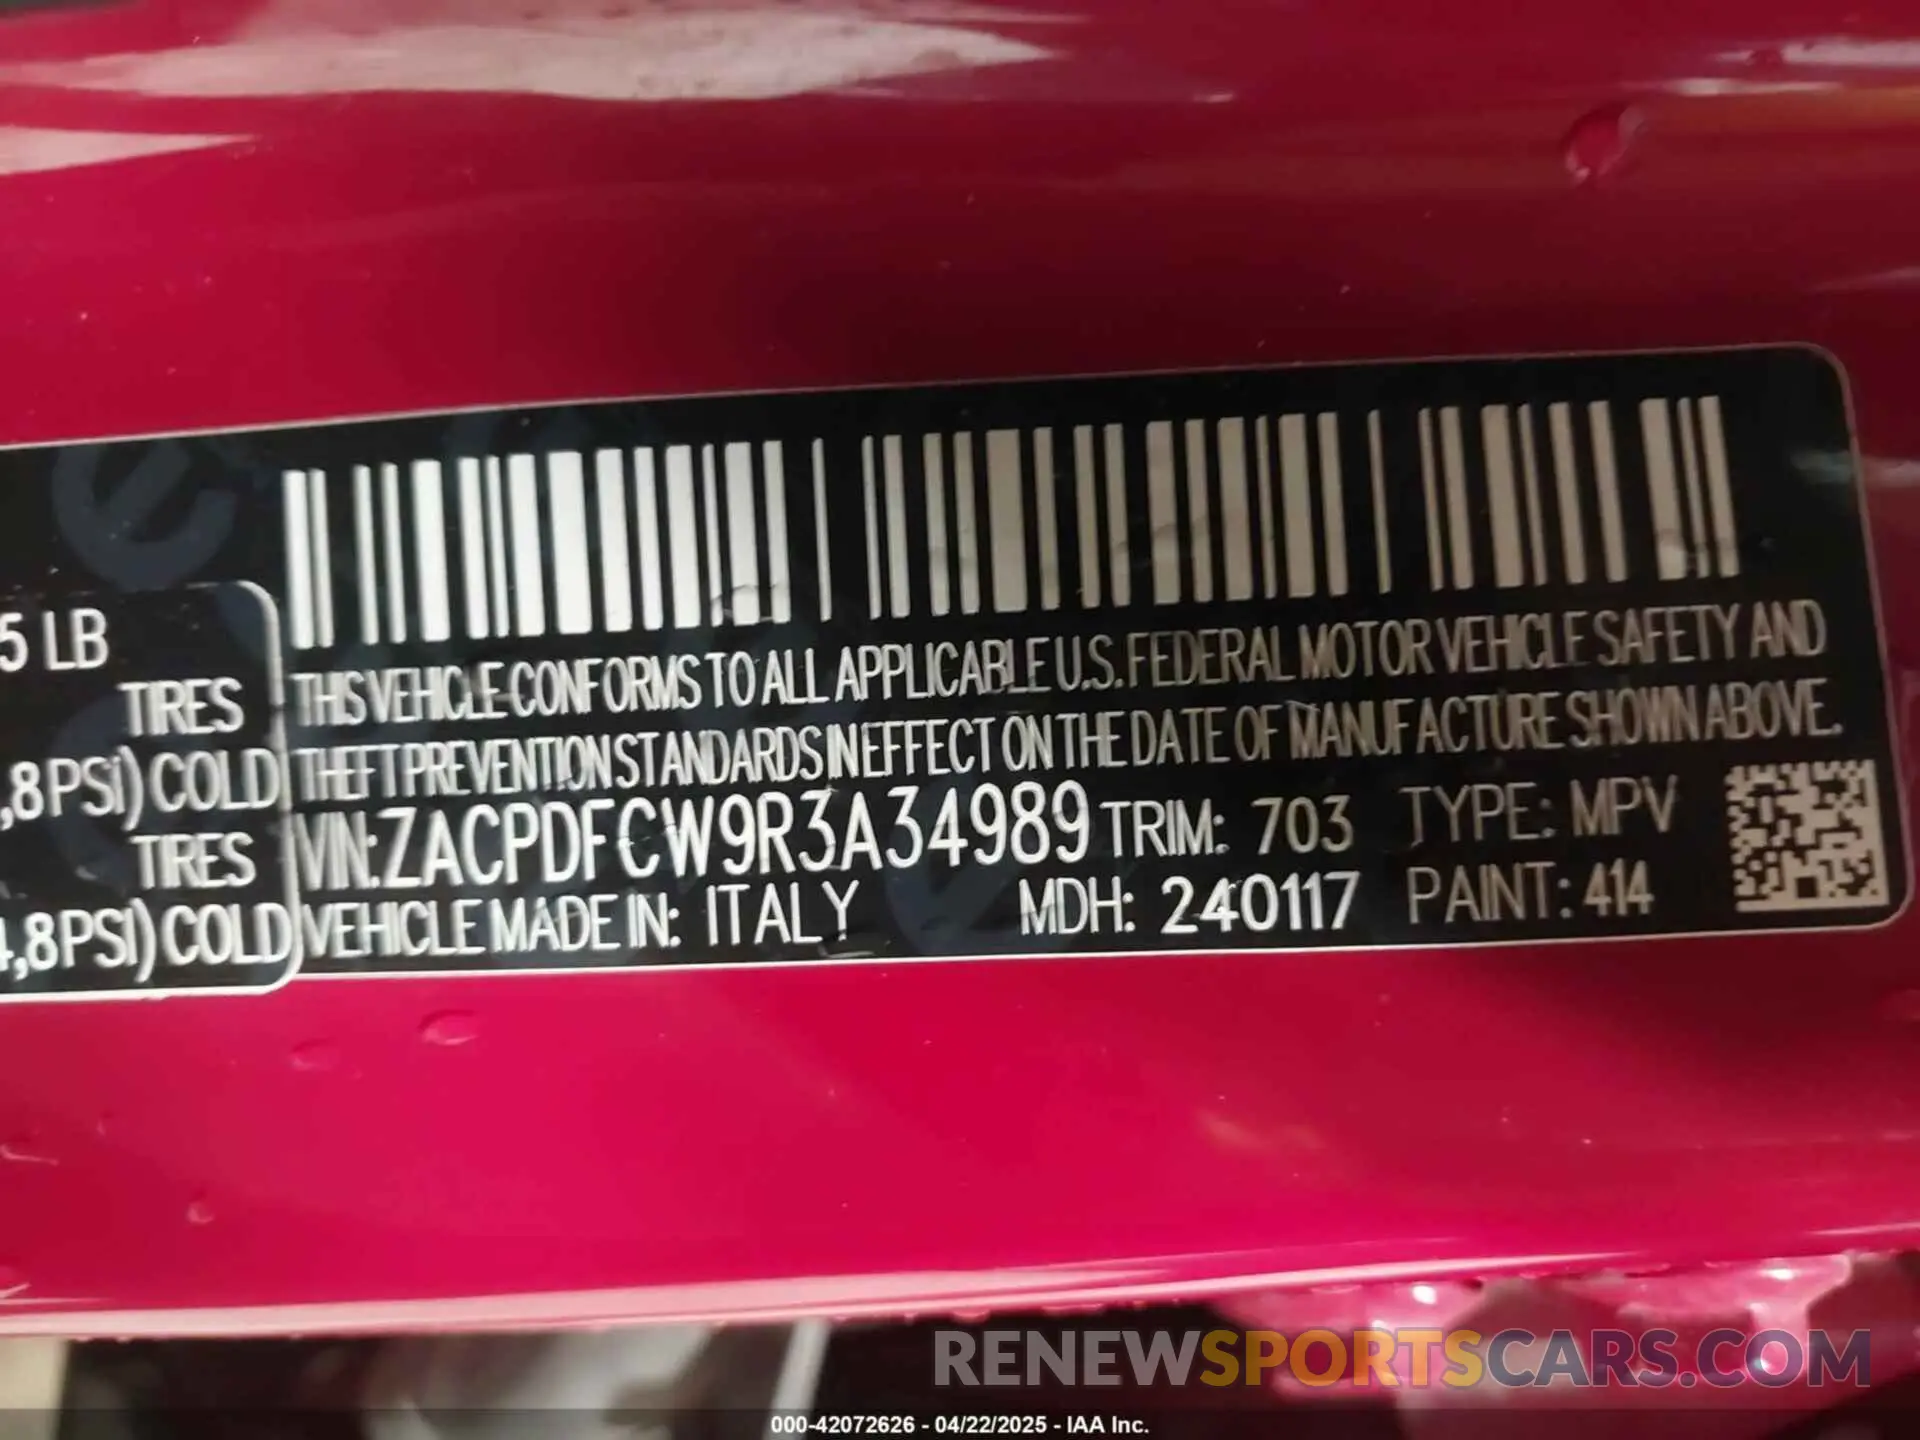 5 LB
TIRES
,8PSI) COLD
TIRES
4,8PSI) COLD
THIS VEHICLE CONFORMS TO ALL APPLICABLE U.S. FEDERAL MOTOR VEHICLE SAFETY AND
THEFT PREVENTION STANDARDS IN EFFECT ON THE DATE OF MANUFACTURE SHOWN ABOVE.
VIN: ZACPDFCW9R3A34989 TRIM: 703 TYPE: MPV
VEHICLE MADE IN: ITALY MDH: 240117 PAINT: 414
RENEWSPORTSCARS.COM
000-42072626 - 04/22/2025 - IAA Inc.